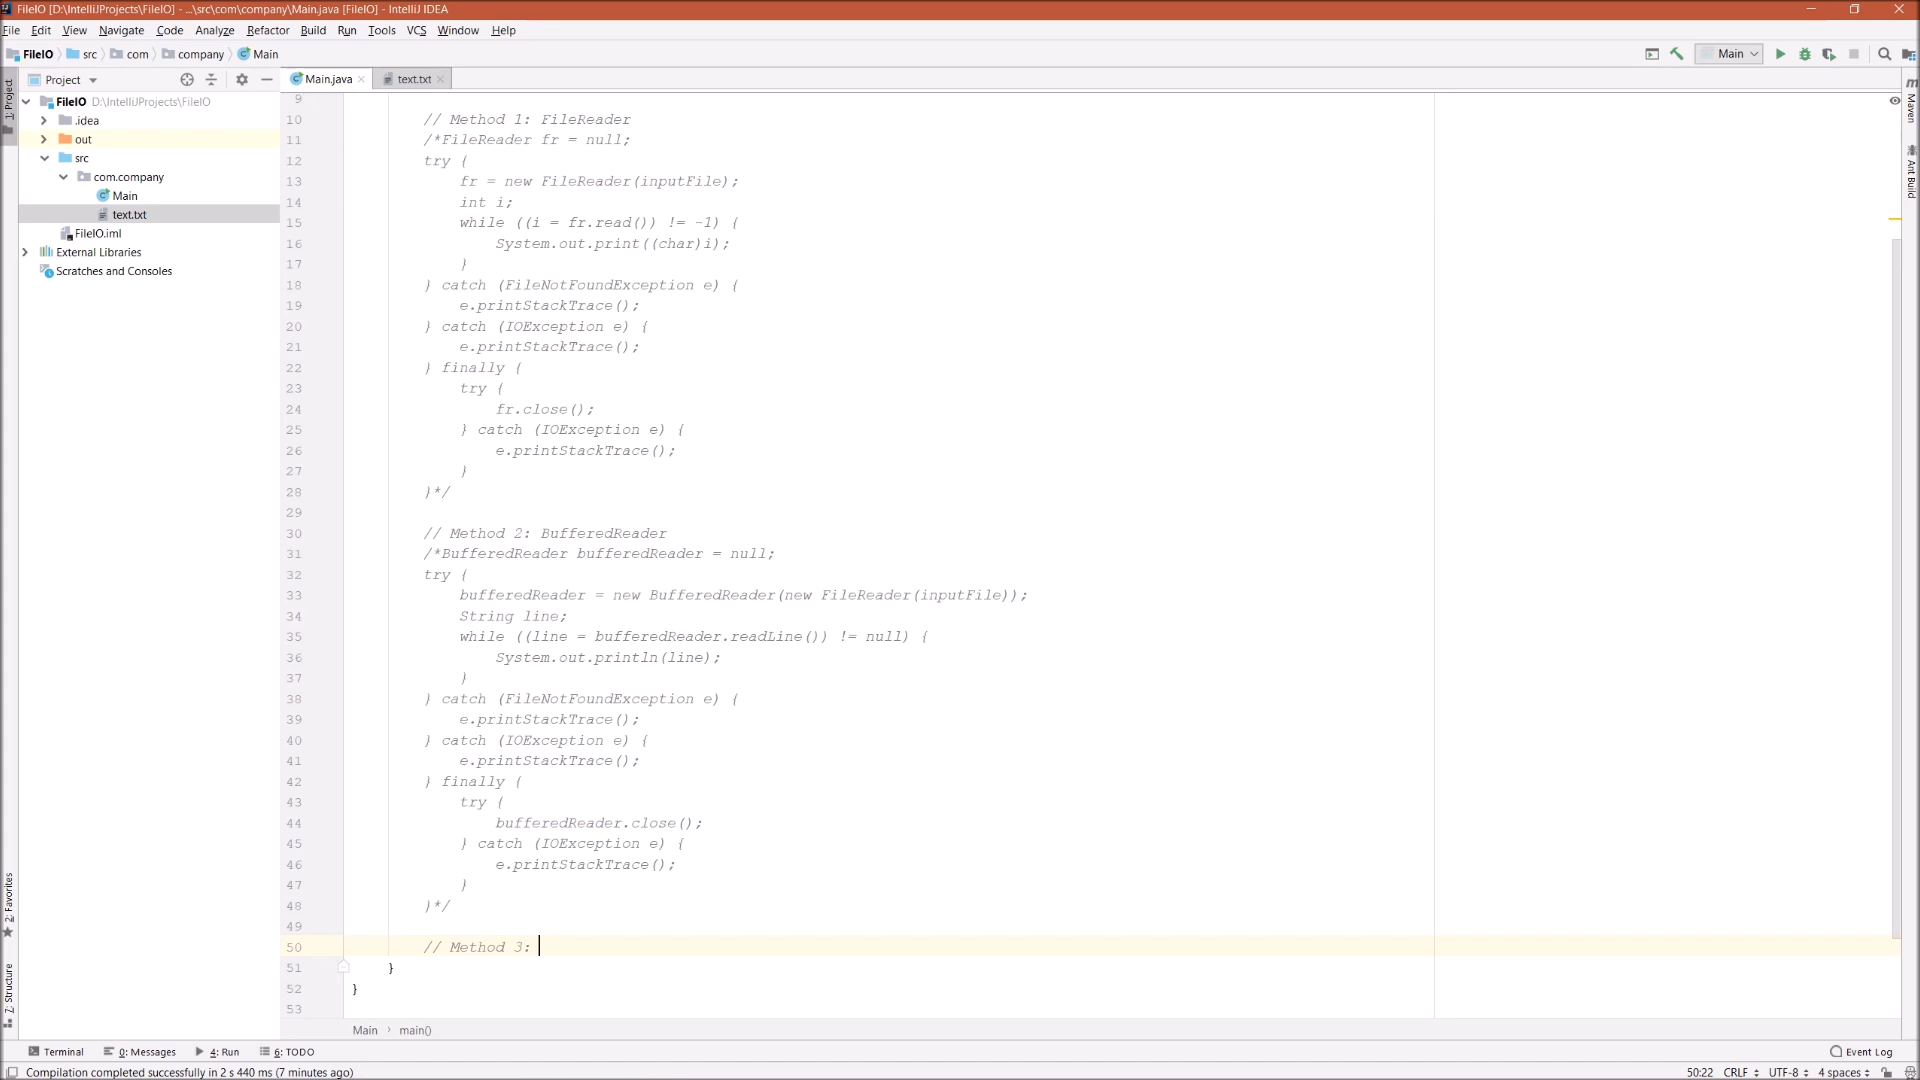 FileIO [D:\IntelliJProjects\FileIO] - ...\src\com\company\Main.java [FileIO] - IntelliJ IDEA
File Edit View Navigate Code Analyze Refactor Build Run Tools VCS Window Help
FileIO src com company Main
Main
Project
Main.java
text.txt
1: Project
FileIO D:\IntelliJProjects\FileIO
.idea
out
src
com.company
Main
text.txt
FileIO.iml
External Libraries
Scratches and Consoles
9
10 // Method 1: FileReader
11 /*FileReader fr = null;
12 try {
13 fr = new FileReader(inputFile);
14 int i;
15 while ((i = fr.read()) != -1) {
16 System.out.print((char)i);
17 }
18 } catch (FileNotFoundException e) {
19 e.printStackTrace();
20 } catch (IOException e) {
21 e.printStackTrace();
22 } finally {
23 try {
24 fr.close();
25 } catch (IOException e) {
26 e.printStackTrace();
27 }
28 }*/
29
30 // Method 2: BufferedReader
31 /*BufferedReader bufferedReader = null;
32 try {
33 bufferedReader = new BufferedReader(new FileReader(inputFile));
34 String line;
35 while ((line = bufferedReader.readLine()) != null) {
36 System.out.println(line);
37 }
38 } catch (FileNotFoundException e) {
39 e.printStackTrace();
40 } catch (IOException e) {
41 e.printStackTrace();
42 } finally {
43 try {
44 bufferedReader.close();
45 } catch (IOException e) {
46 e.printStackTrace();
47 }
48 }*/
49
50 // Method 3:
51 }
52 }
53
Maven
Ant Build
2: Favorites
7: Structure
Main main()
Terminal 0: Messages 4: Run 6: TODO
Event Log
Compilation completed successfully in 2 s 440 ms (7 minutes ago)
50:22 CRLF UTF-8 4 spaces